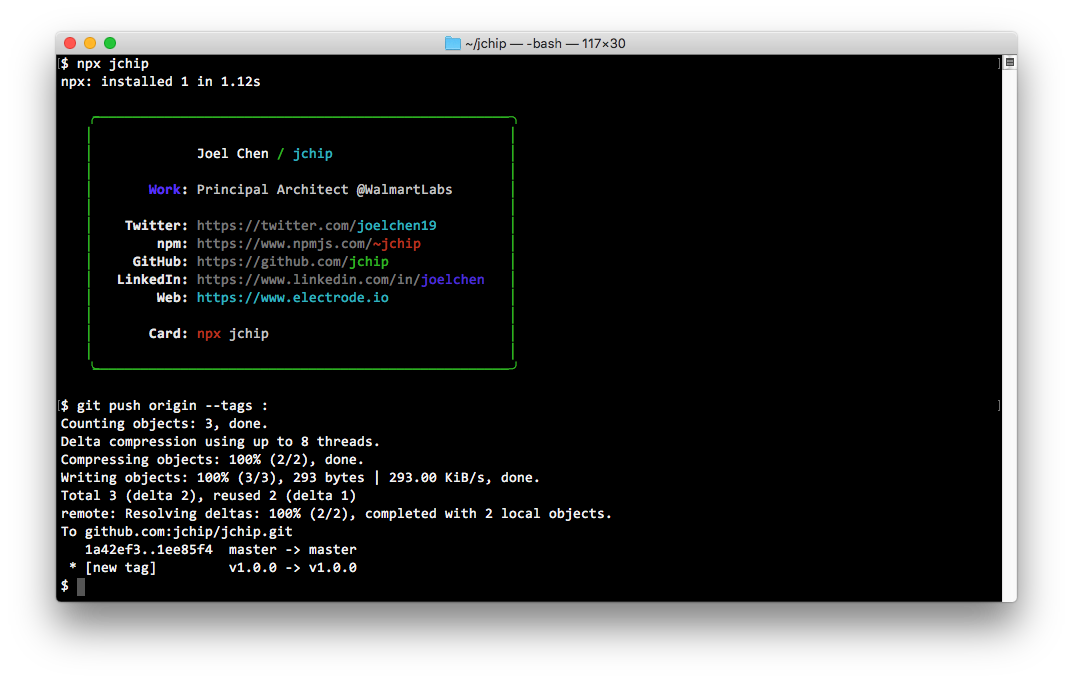 ~/jchip — -bash — 117×30
[$ npx jchip ]
npx: installed 1 in 1.12s
Joel Chen / jchip
Work: Principal Architect @WalmartLabs
Twitter: https://twitter.com/joelchen19
npm: https://www.npmjs.com/~jchip
GitHub: https://github.com/jchip
LinkedIn: https://www.linkedin.com/in/joelchen
Web: https://www.electrode.io
Card: npx jchip
[$ git push origin --tags : ]
Counting objects: 3, done.
Delta compression using up to 8 threads.
Compressing objects: 100% (2/2), done.
Writing objects: 100% (3/3), 293 bytes | 293.00 KiB/s, done.
Total 3 (delta 2), reused 2 (delta 1)
remote: Resolving deltas: 100% (2/2), completed with 2 local objects.
To github.com:jchip/jchip.git
1a42ef3..1ee85f4 master -> master
* [new tag] v1.0.0 -> v1.0.0
$